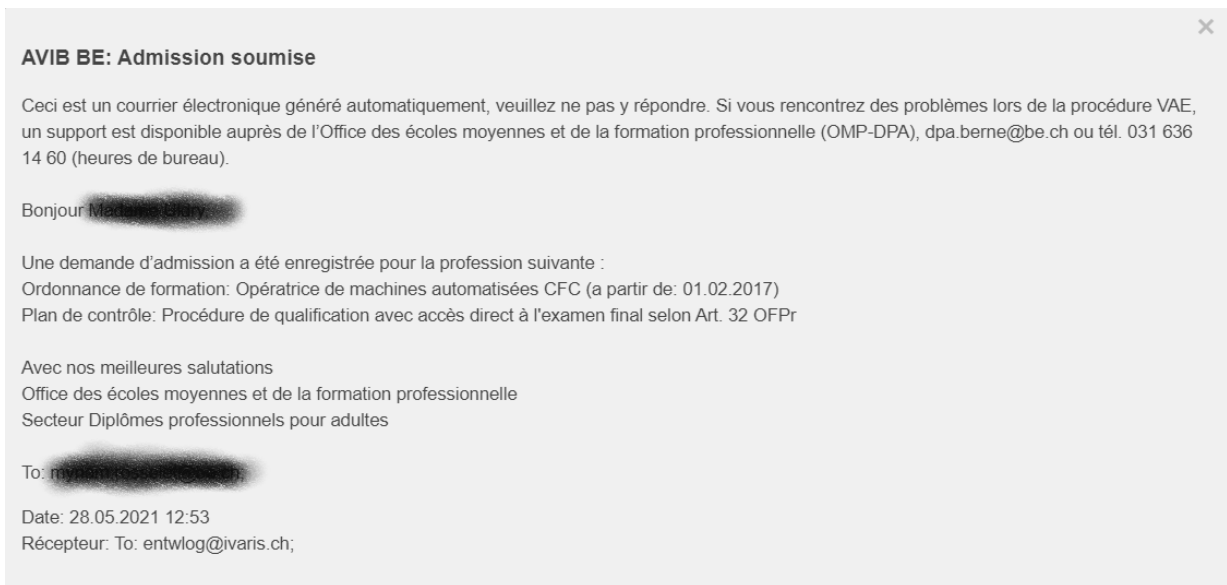 AVIB BE: Admission soumise
Ceci est un courrier électronique généré automatiquement, veuillez ne pas y répondre. Si vous rencontrez des problèmes lors de la procédure VAE,
un support est disponible auprès de l'Office des écoles moyennes et de la formation professionnelle (OMP-DPA), dpa.berne@be.ch ou tél. 031 636
14 60 (heures de bureau).
Bonjour
Une demande d'admission a été enregistrée pour la profession suivante :
Ordonnance de formation: Opératrice de machines automatisées CFC (a partir de: 01.02.2017)
Plan de contrôle: Procédure de qualification avec accès direct à l'examen final selon Art. 32 OFPr
Avec nos meilleures salutations
Office des écoles moyennes et de la formation professionnelle
Secteur Diplômes professionnels pour adultes
To:
Date: 28.05.2021 12:53
Récepteur: To: entwlog@ivaris.ch;